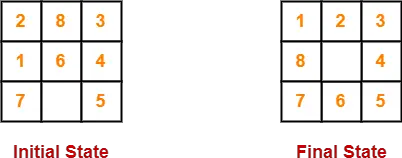 2 8 3 1 2 3
1 6 4 8 4
7 5 7 6 5
Initial State Final State